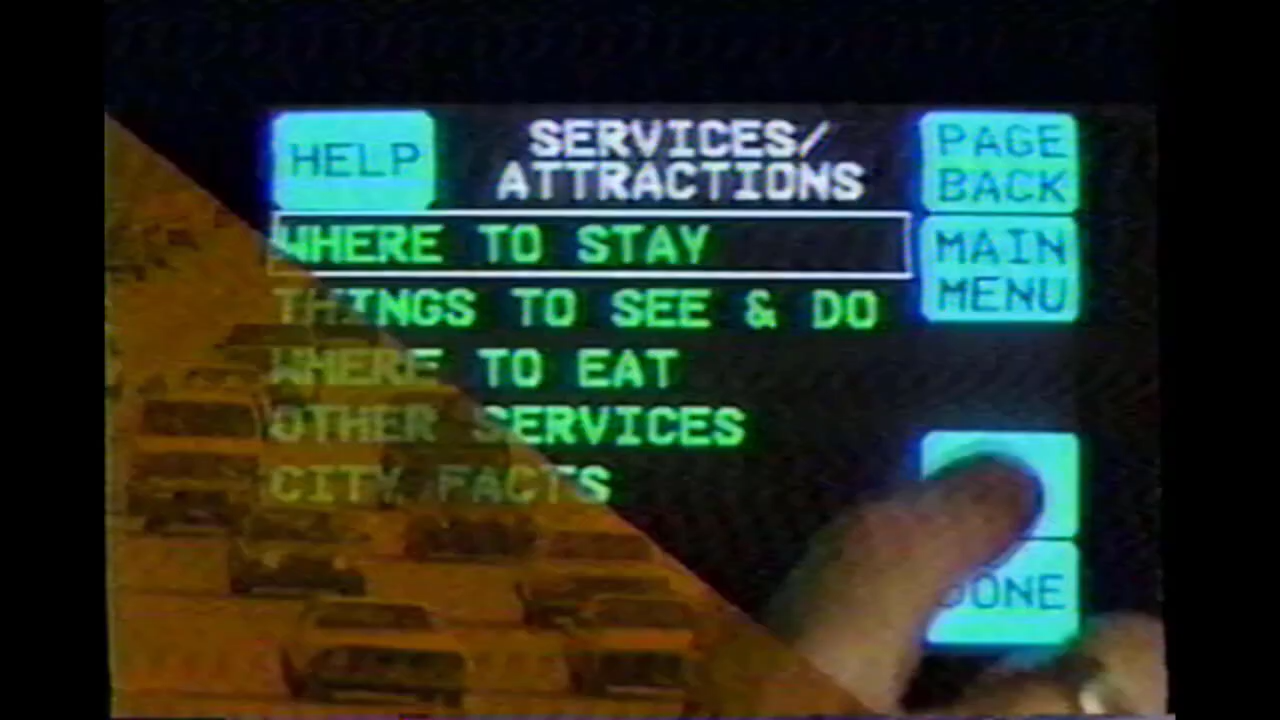 HELP
SERVICES/
ATTRACTIONS
PAGE
BACK
WHERE TO STAY
MAIN
MENU
THINGS TO SEE & DO
WHERE TO EAT
OTHER SERVICES
CITY FACTS
DONE